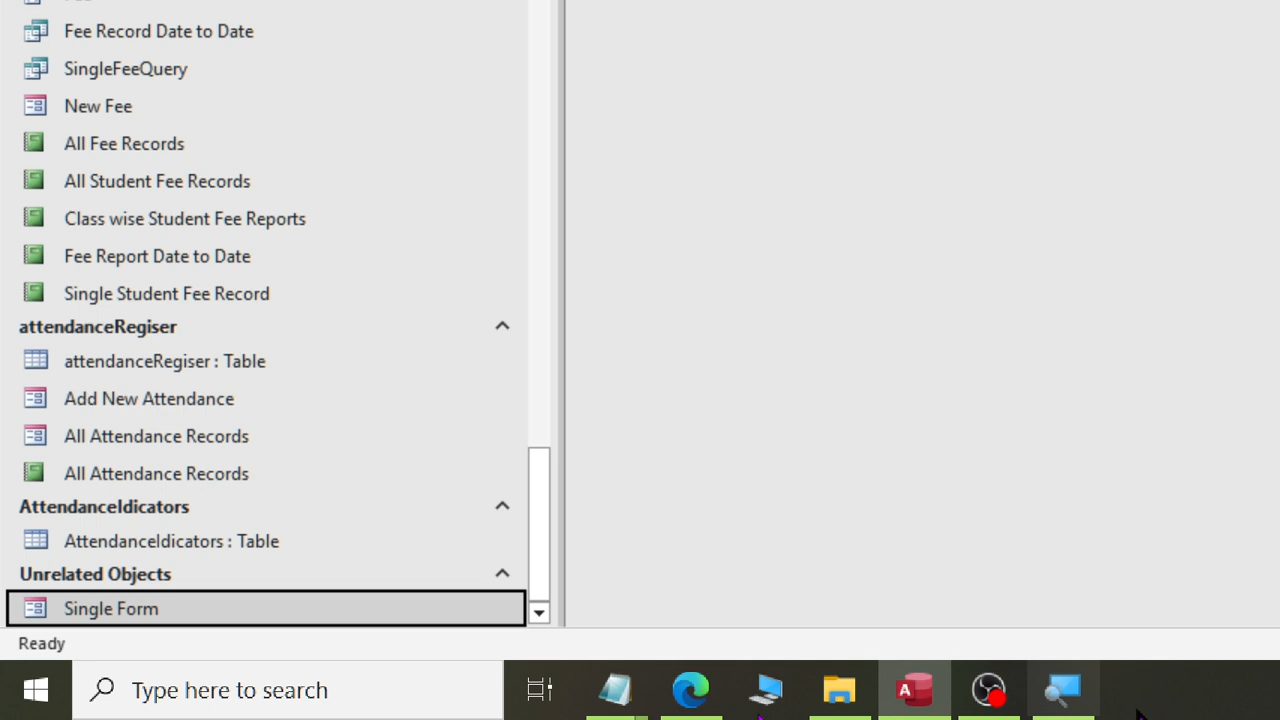 Fee Record Date to Date
SingleFeeQuery
New Fee
All Fee Records
All Student Fee Records
Class wise Student Fee Reports
Fee Report Date to Date
Single Student Fee Record
attendanceRegiser
attendanceRegiser : Table
Add New Attendance
All Attendance Records
All Attendance Records
AttendanceIdicators
AttendanceIdicators : Table
Unrelated Objects
Single Form
Ready
Type here to search